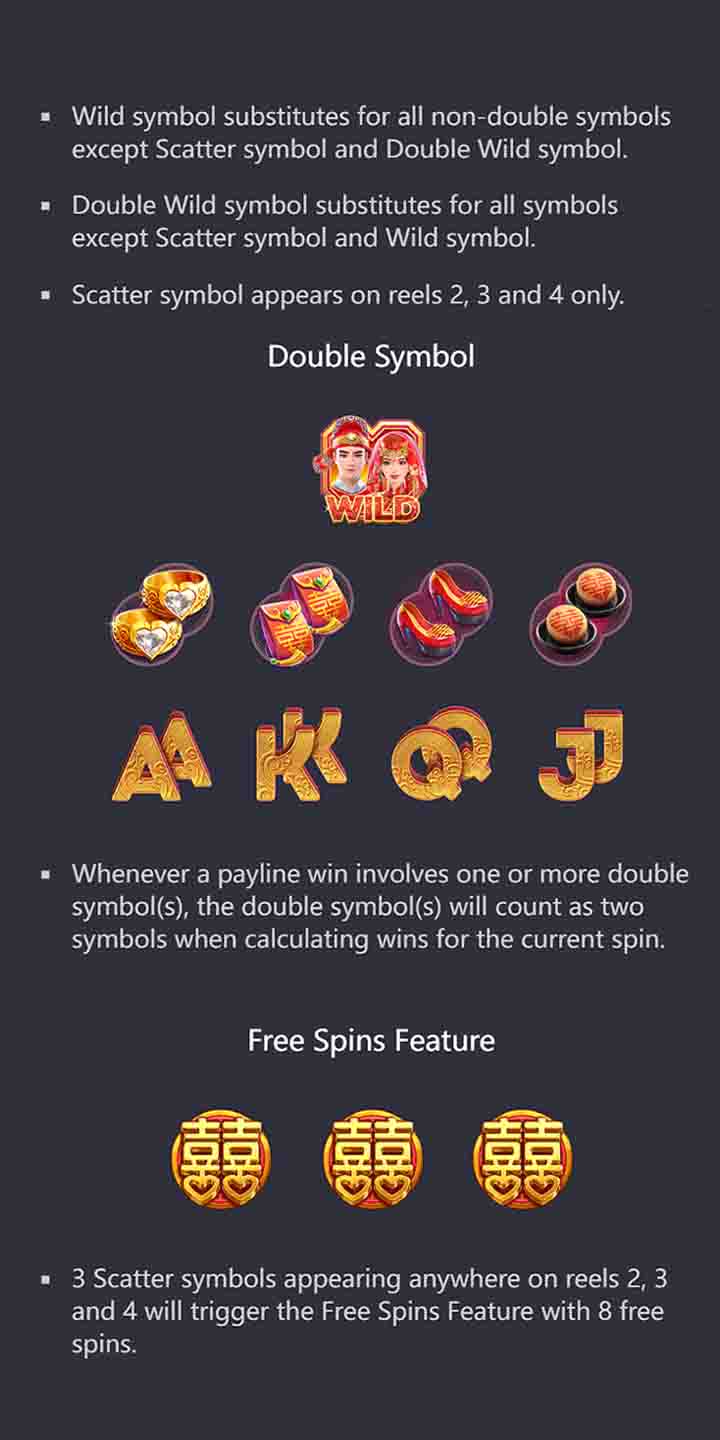 Wild symbol substitutes for all non-double symbols
except Scatter symbol and Double Wild symbol.
Double Wild symbol substitutes for all symbols
except Scatter symbol and Wild symbol.
Scatter symbol appears on reels 2, 3 and 4 only.
Double Symbol
WILD
AA KK QQ JJ
Whenever a payline win involves one or more double
symbol(s), the double symbol(s) will count as two
symbols when calculating wins for the current spin.
Free Spins Feature
囍 囍 囍
3 Scatter symbols appearing anywhere on reels 2, 3
and 4 will trigger the Free Spins Feature with 8 free
spins.